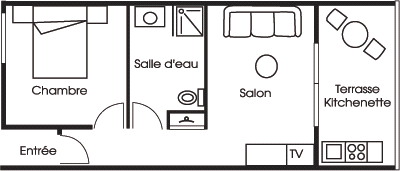 Salle d'eau
Chambre
Salon
Terrasse
Kitchenette
Entrée
TV